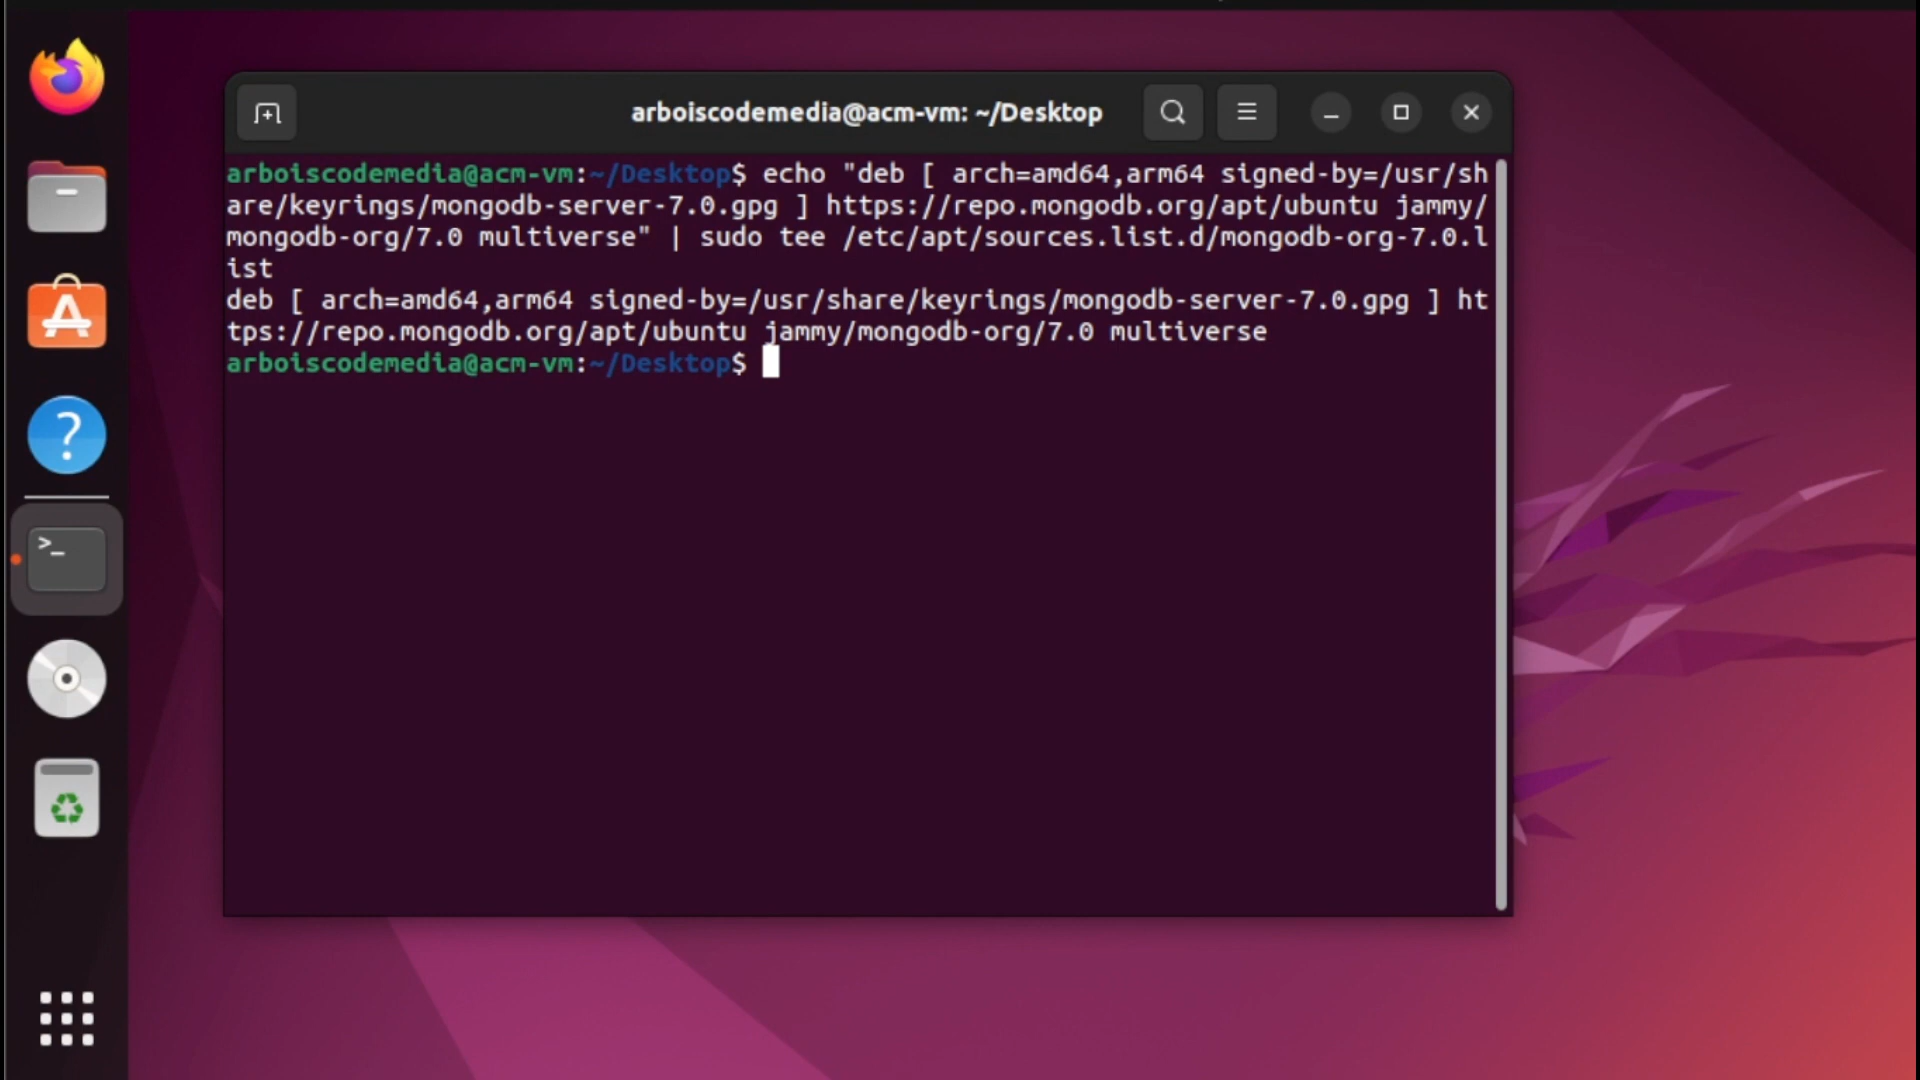 arboiscodemedia@acm-vm: ~/Desktop
arboiscodemedia@acm-vm:~/Desktop$ echo "deb [ arch=amd64,arm64 signed-by=/usr/sh
are/keyrings/mongodb-server-7.0.gpg ] https://repo.mongodb.org/apt/ubuntu jammy/
mongodb-org/7.0 multiverse" | sudo tee /etc/apt/sources.list.d/mongodb-org-7.0.l
ist
deb [ arch=amd64,arm64 signed-by=/usr/share/keyrings/mongodb-server-7.0.gpg ] ht
tps://repo.mongodb.org/apt/ubuntu jammy/mongodb-org/7.0 multiverse
arboiscodemedia@acm-vm:~/Desktop$